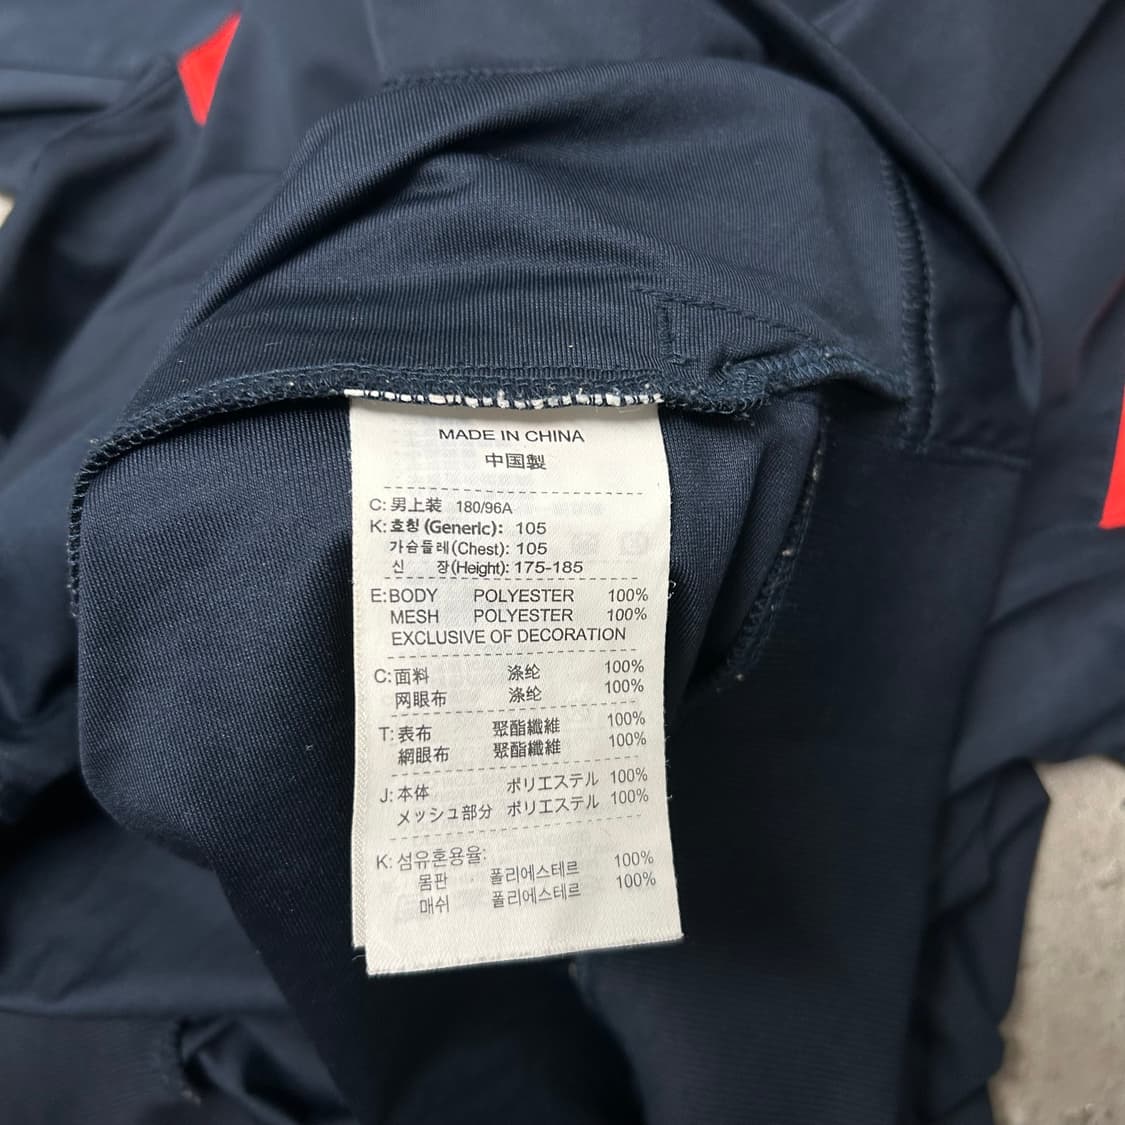 MADE IN CHINA
中国製
C: 男上装 180/96A
K: 호칭 (Generic): 105
가슴둘레(Chest): 105
신 장(Height): 175-185
E: BODY POLYESTER 100%
MESH POLYESTER 100%
EXCLUSIVE OF DECORATION
C: 面料 涤纶 100%
网眼布 涤纶 100%
T: 表布 聚酯纖維 100%
網眼布 聚酯纖維 100%
J: 本体 ポリエステル 100%
メッシュ部分 ポリエステル 100%
K: 섬유혼용율:
몸판 폴리에스테르 100%
매쉬 폴리에스테르 100%